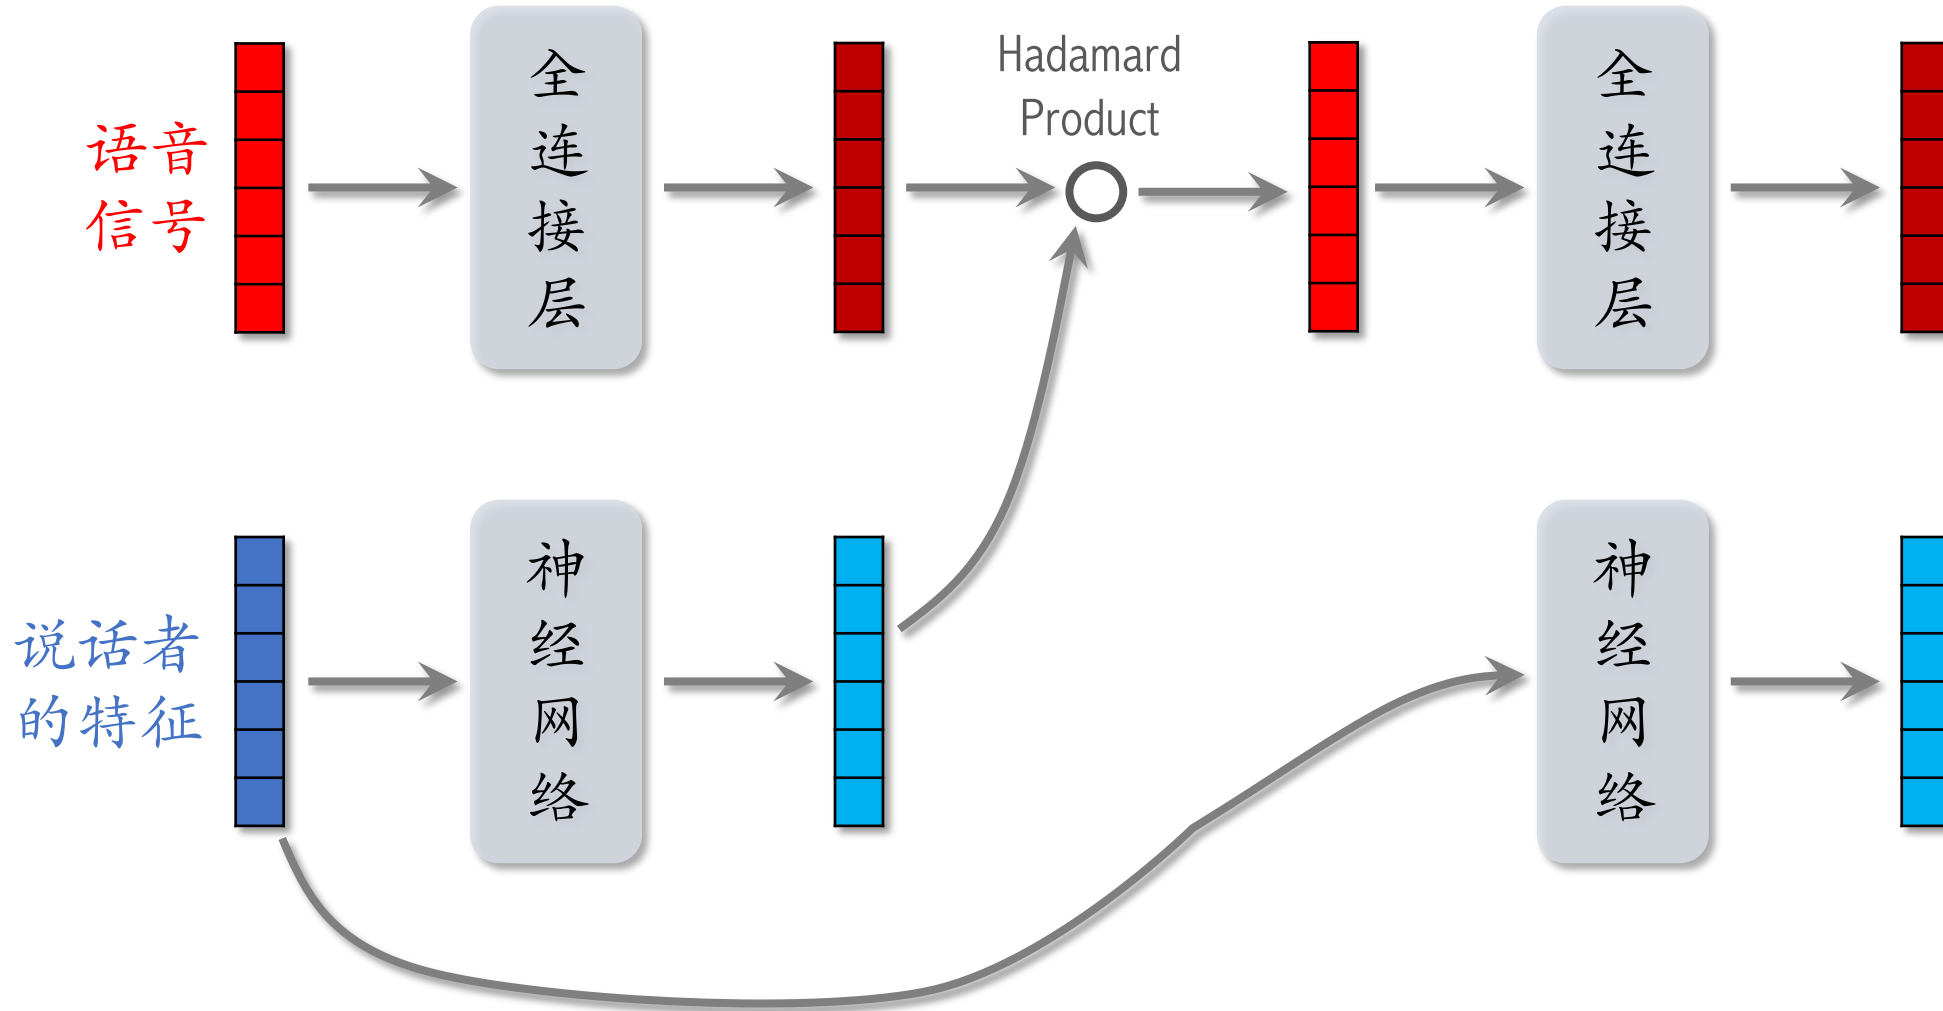 语音
信号
全
连
接
层
Hadamard
Product
全
连
接
层
说话者
的特征
神
经
网
络
神
经
网
络